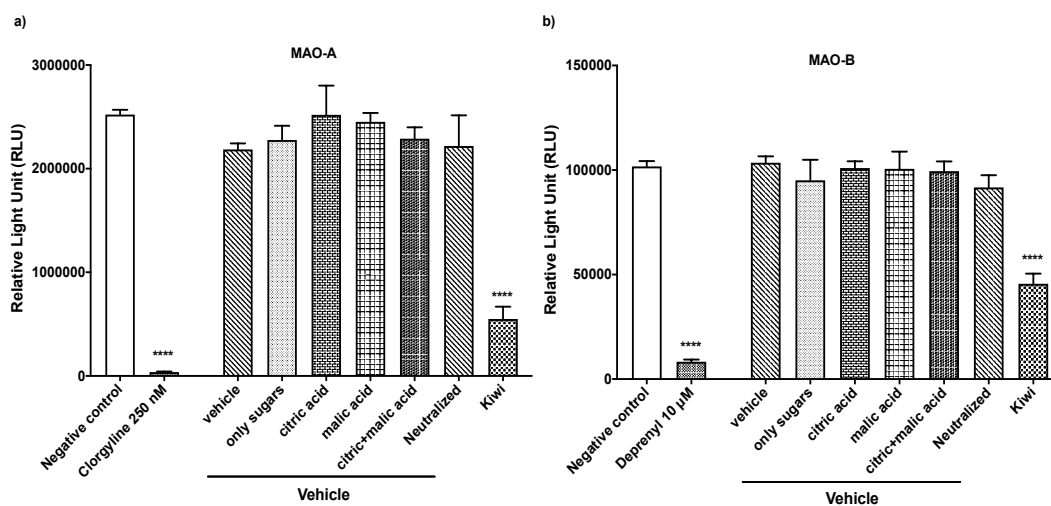 a)
MAO-A
Relative Light Unit (RLU)
3000000
2000000
1000000
0
****
****
Negative control
Clorgyline 250 nM
vehicle
only sugars
citric acid
malic acid
citric+malic acid
Neutralized
Kiwi
Vehicle
b)
MAO-B
Relative Light Unit (RLU)
150000
100000
50000
0
****
****
Negative control
Deprenyl 10 µM
vehicle
only sugars
citric acid
malic acid
citric+malic acid
Neutralized
Kiwi
Vehicle